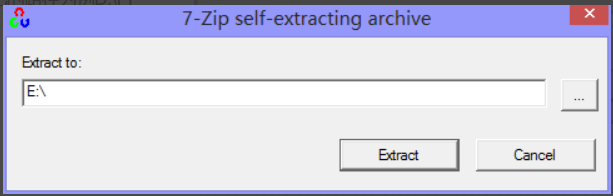 7-Zip self-extracting archive
Extract to:
E:\
...
Extract
Cancel